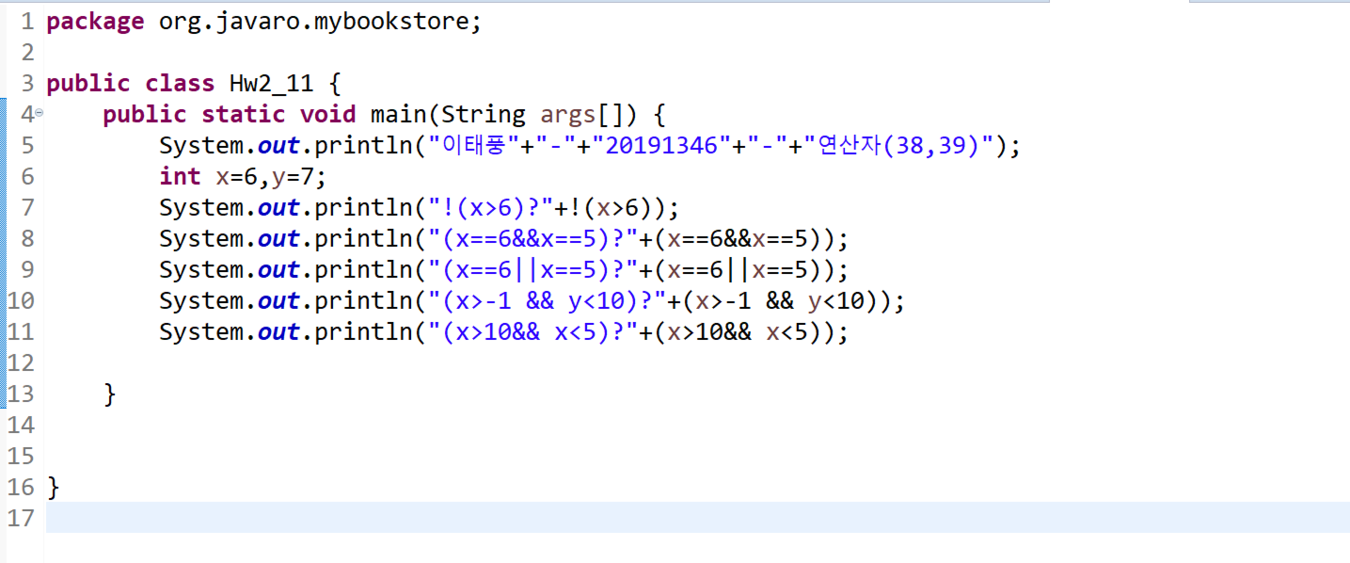 1 package org.javaro.mybookstore;
2
3 public class Hw2_11 {
4 public static void main(String args[]) {
5 System.out.println("이태풍"+"-"+"20191346"+"-"+"연산자(38,39)");
6 int x=6,y=7;
7 System.out.println("!(x>6)?"+!(x>6));
8 System.out.println("(x==6&&x==5)?"+(x==6&&x==5));
9 System.out.println("(x==6||x==5)?"+(x==6||x==5));
10 System.out.println("(x>-1 && y<10)?"+(x>-1 && y<10));
11 System.out.println("(x>10&& x<5)?"+(x>10&& x<5));
12
13 }
14
15
16 }
17